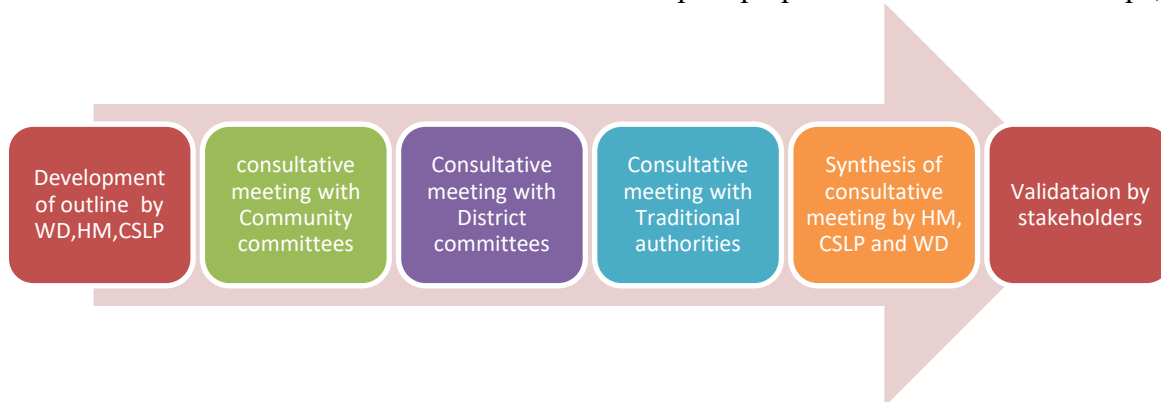 Development
of outline by
WD,HM,CSLP
consultative
meeting with
Community
committees
Consultative
meeting with
District
committees
Consultative
meeting with
Traditional
authorities
Synthesis of
consultative
meeting by HM,
CSLP and WD
Validataion by
stakeholders